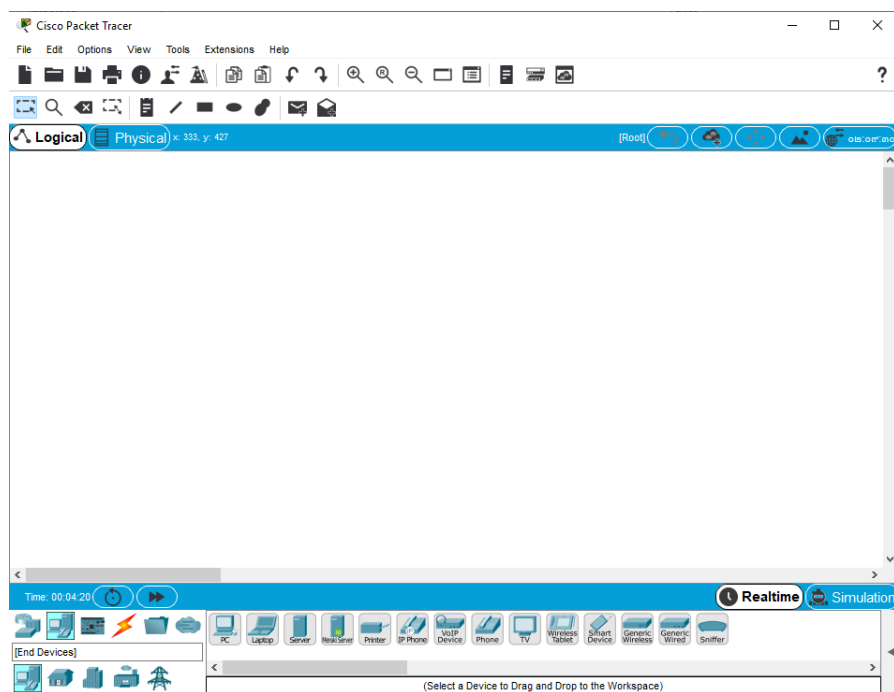 Cisco Packet Tracer
File Edit Options View Tools Extensions Help
?
Logical Physical x: 333, y: 427 [Root]
Time: 00:04:20 Realtime Simulation
PC Laptop Server Meraki Server Printer IP Phone VoIP Device Phone TV Wireless Tablet Smart Device Generic Wireless Generic Wired Sniffer
[End Devices]
(Select a Device to Drag and Drop to the Workspace)